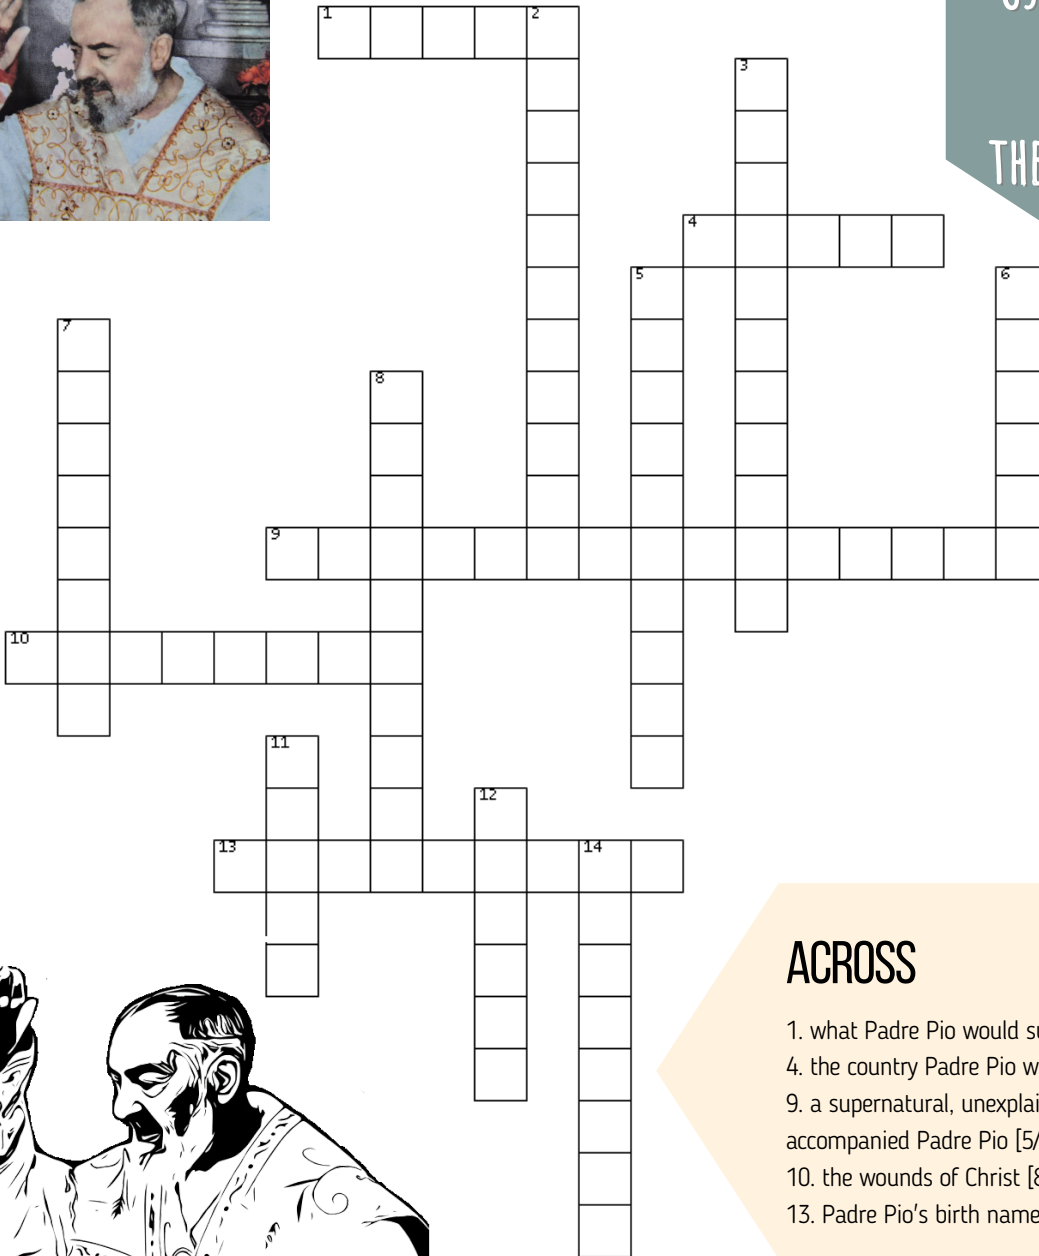 THE
1
2
3
4
5
6
7
8
9
10
11
12
13
14
ACROSS
1. what Padre Pio would
4. the country Padre Pio
9. a supernatural,
accompanied Padre Pio [5/
10. the wounds of Christ [8
13. Padre Pio's birth name